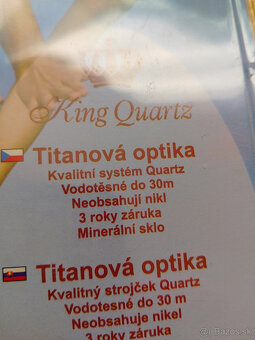 King Quartz
Titanová optika
Kvalitní systém Quartz
Vodotěsné do 30m
Neobsahují nikl
3 roky záruka
Minerální sklo
Titanová optika
Kvalitný strojček Quartz
Vodotesné do 30 m
Neobsahuje nikel
3 roky záruka